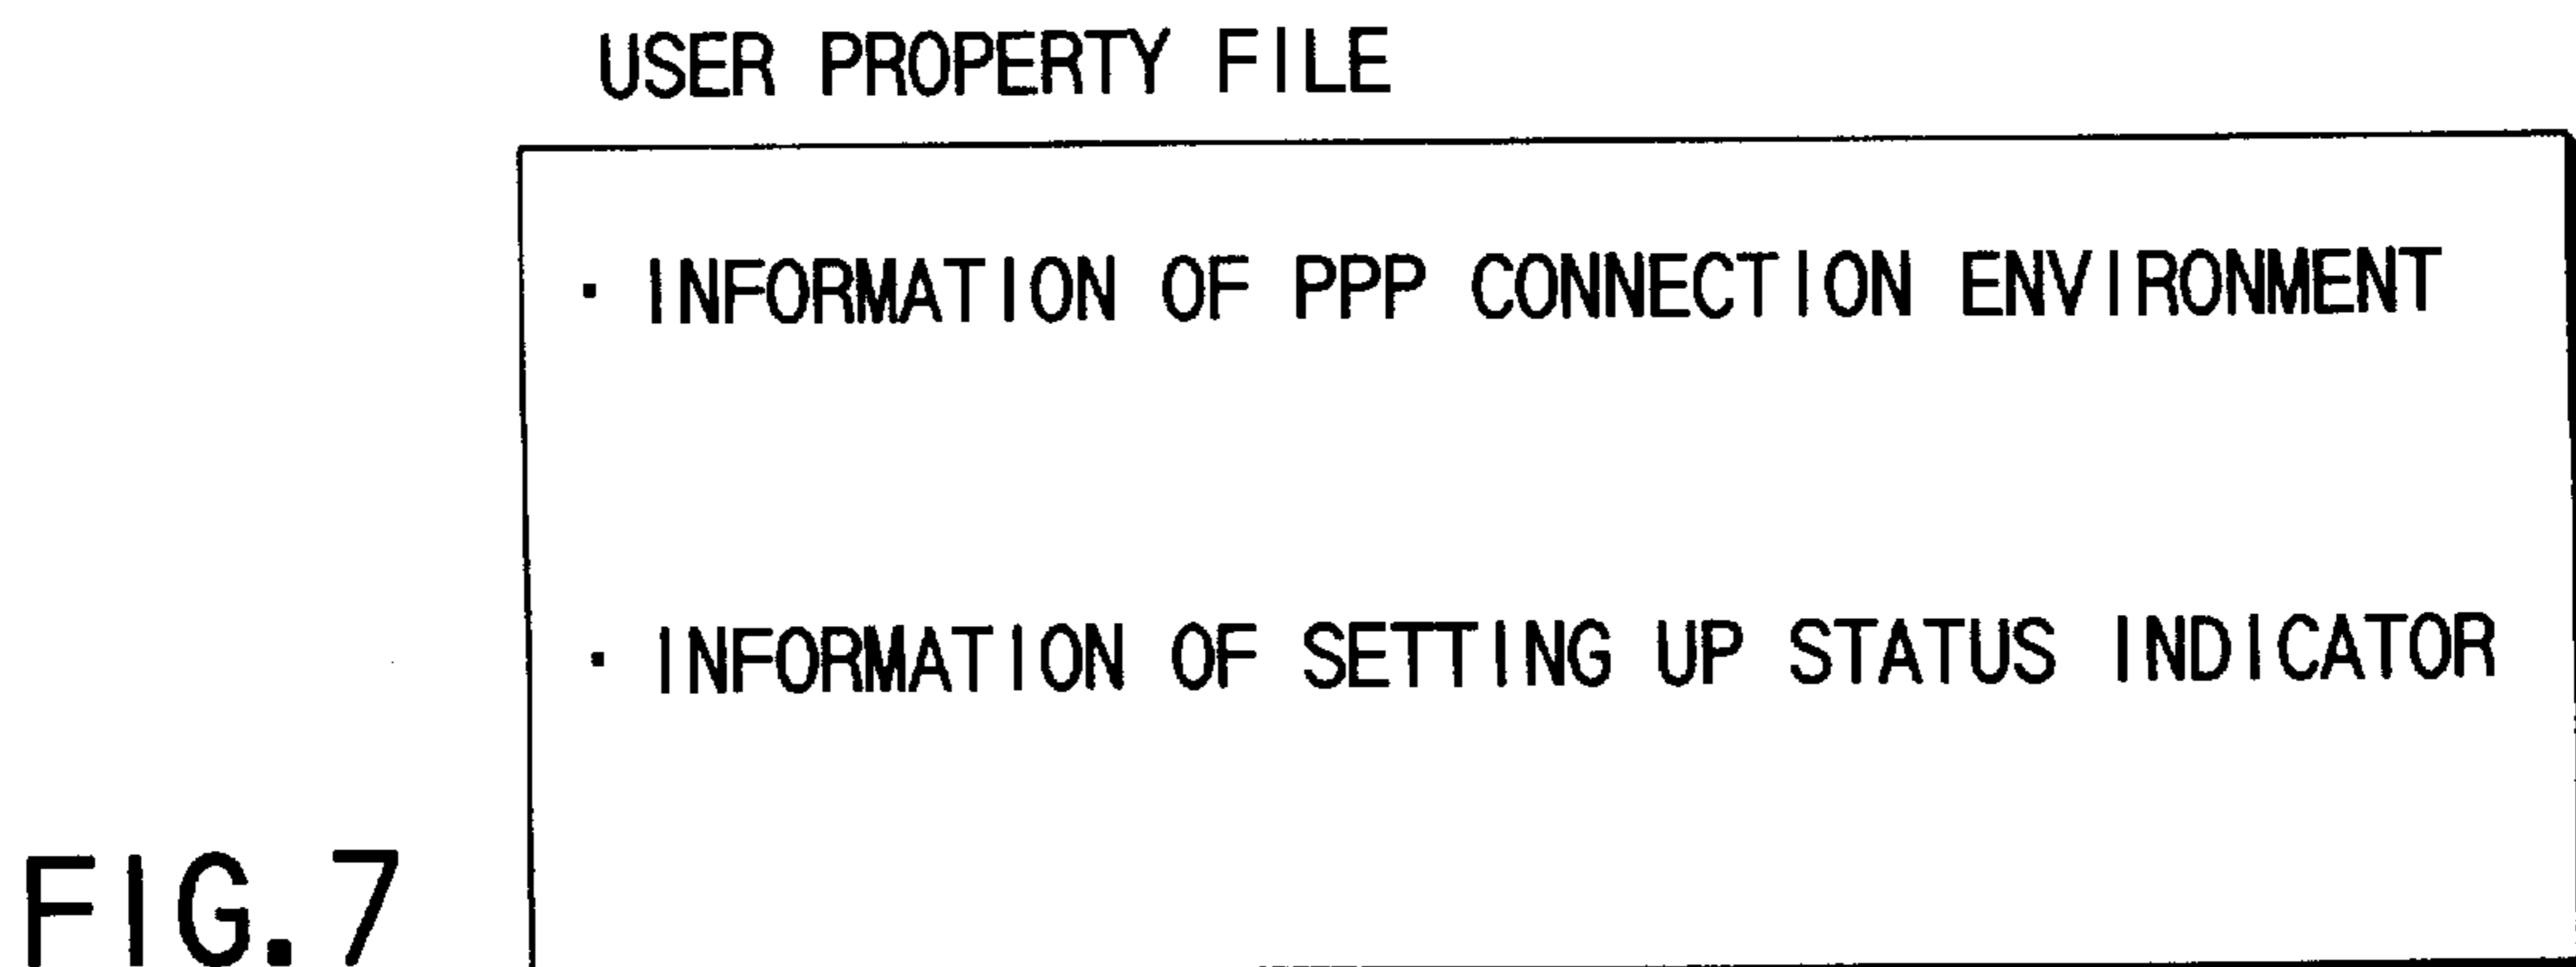 USER PROPERTY FILE
· INFORMATION OF PPP CONNECTION ENVIRONMENT
· INFORMATION OF SETTING UP STATUS INDICATOR
FIG.7